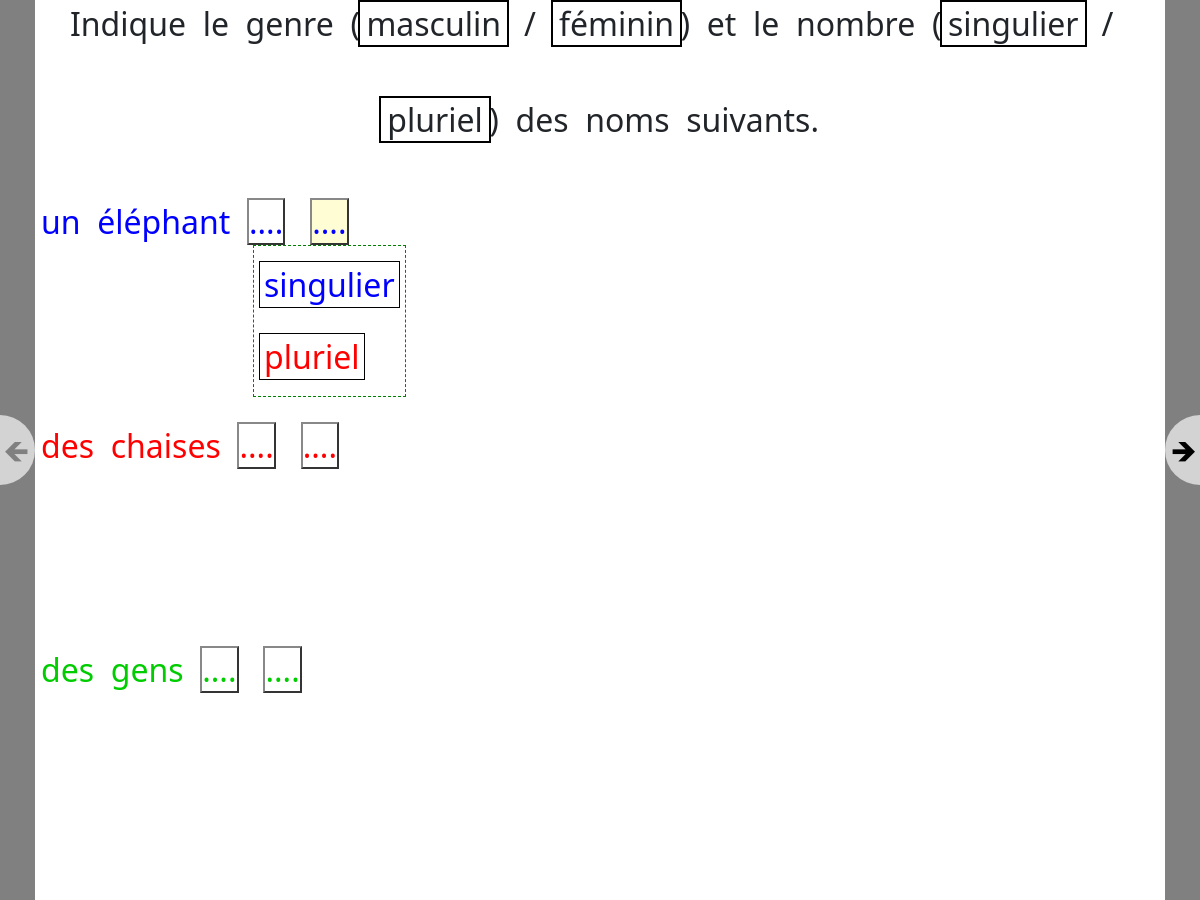 Indique le genre (masculin / féminin) et le nombre (singulier /
pluriel) des noms suivants.
un éléphant .... ....
singulier
pluriel
des chaises .... ....
des gens .... ....